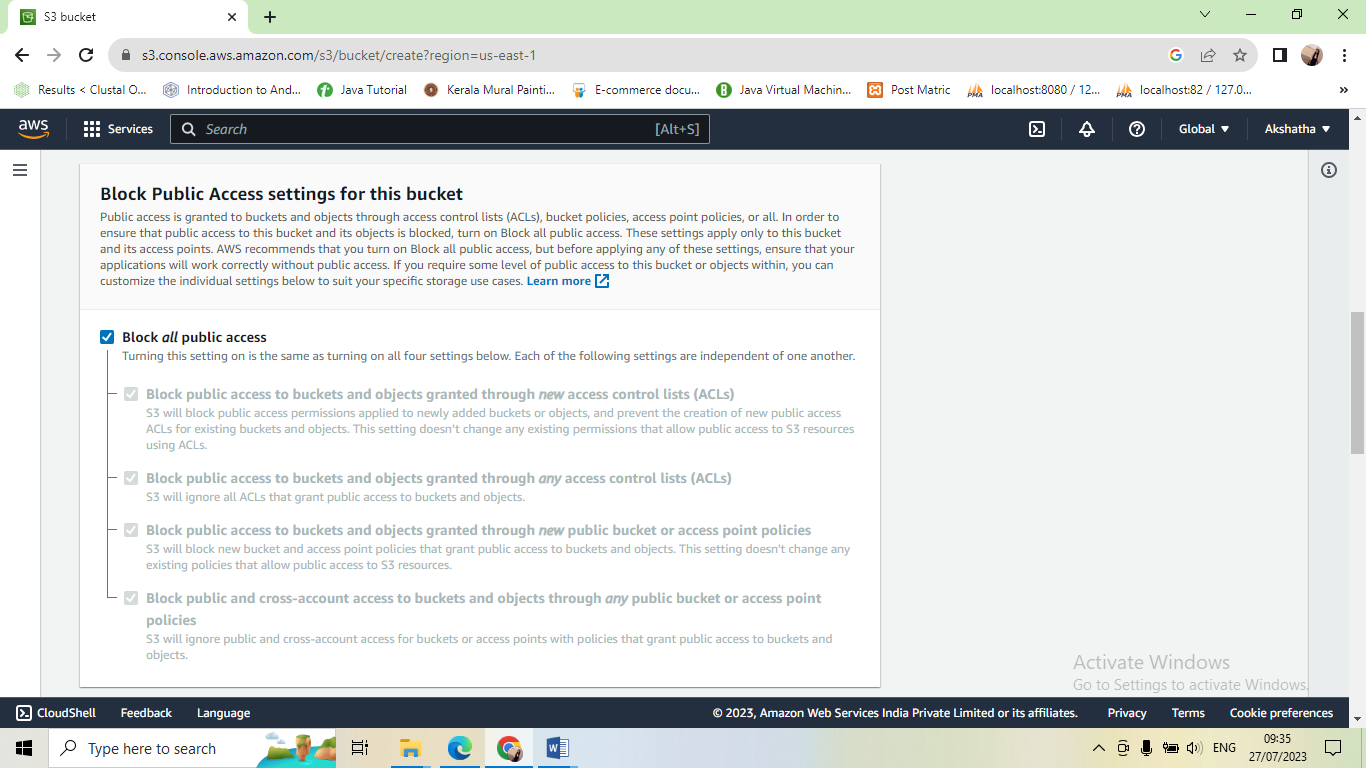 S3 bucket
s3.console.aws.amazon.com/s3/bucket/create?region=us-east-1
Results < Clustal O... Introduction to And... Java Tutorial Kerala Mural Painti... E-commerce docu... Java Virtual Machin... Post Matric localhost:8080 / 12... localhost:82 / 127.0... »
aws Services Search [Alt+S] Global Akshatha
Block Public Access settings for this bucket
Public access is granted to buckets and objects through access control lists (ACLs), bucket policies, access point policies, or all. In order to
ensure that public access to this bucket and its objects is blocked, turn on Block all public access. These settings apply only to this bucket
and its access points. AWS recommends that you turn on Block all public access, but before applying any of these settings, ensure that your
applications will work correctly without public access. If you require some level of public access to this bucket or objects within, you can
customize the individual settings below to suit your specific storage use cases. Learn more
Block all public access
Turning this setting on is the same as turning on all four settings below. Each of the following settings are independent of one another.
Block public access to buckets and objects granted through new access control lists (ACLs)
S3 will block public access permissions applied to newly added buckets or objects, and prevent the creation of new public access
ACLs for existing buckets and objects. This setting doesn't change any existing permissions that allow public access to S3 resources
using ACLs.
Block public access to buckets and objects granted through any access control lists (ACLs)
S3 will ignore all ACLs that grant public access to buckets and objects.
Block public access to buckets and objects granted through new public bucket or access point policies
S3 will block new bucket and access point policies that grant public access to buckets and objects. This setting doesn't change any
existing policies that allow public access to S3 resources.
Block public and cross-account access to buckets and objects through any public bucket or access point
policies
S3 will ignore public and cross-account access for buckets or access points with policies that grant public access to buckets and
objects.
Activate Windows
Go to Settings to activate Windows.
CloudShell Feedback Language © 2023, Amazon Web Services India Private Limited or its affiliates. Privacy Terms Cookie preferences
Type here to search ENG 09:35
27/07/2023